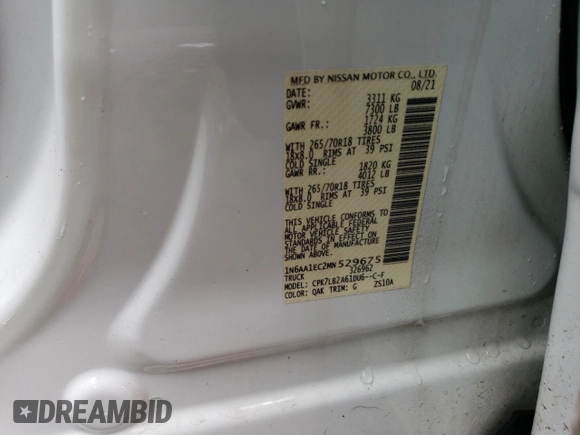 MFD BY NISSAN MOTOR CO., LTD.
DATE: 08/21
GVWR: 3311 KG
7300 LB
GAWR FR.: 1724 KG
3800 LB
WITH 265/70R18 TIRES
18X8.0 RIMS AT 39 PSI
COLD SINGLE
GAWR RR.: 1820 KG
4012 LB
WITH 265/70R18 TIRES
18X8.0 RIMS AT 39 PSI
COLD SINGLE
THIS VEHICLE CONFORMS TO
ALL APPLICABLE FEDERAL
MOTOR VEHICLE SAFETY
STANDARDS IN EFFECT ON THE
DATE OF MANUFACTURE SHOWN ABOVE.
1N6AA1EC2MN529675
TRUCK 326962
MODEL: CPK7LB2A61DU6--C-F
COLOR: QAK TRIM: G ZS10A
DREAMBID